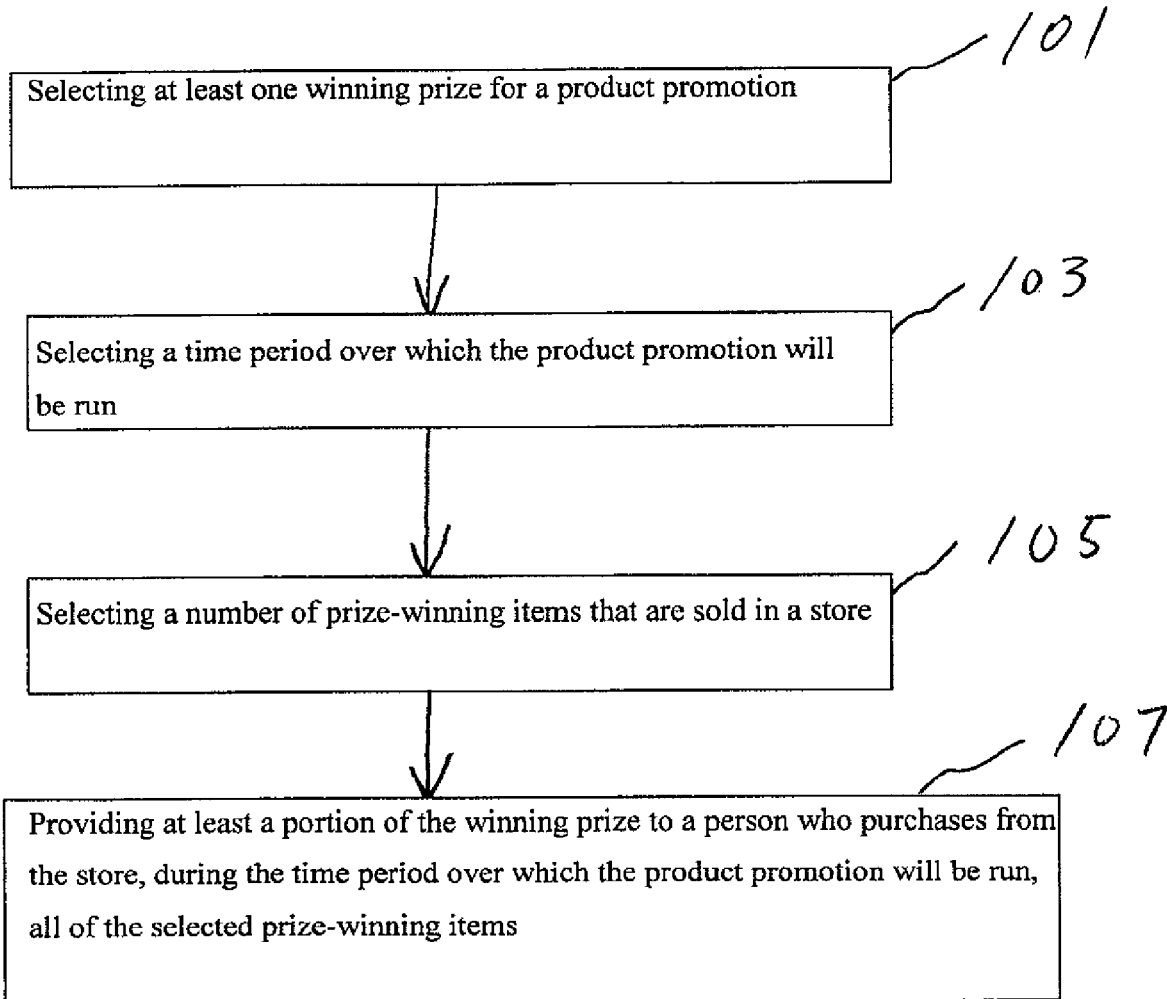 101
Selecting at least one winning prize for a product promotion
103
Selecting a time period over which the product promotion will
be run
105
Selecting a number of prize-winning items that are sold in a store
107
Providing at least a portion of the winning prize to a person who purchases from
the store, during the time period over which the product promotion will be run,
all of the selected prize-winning items